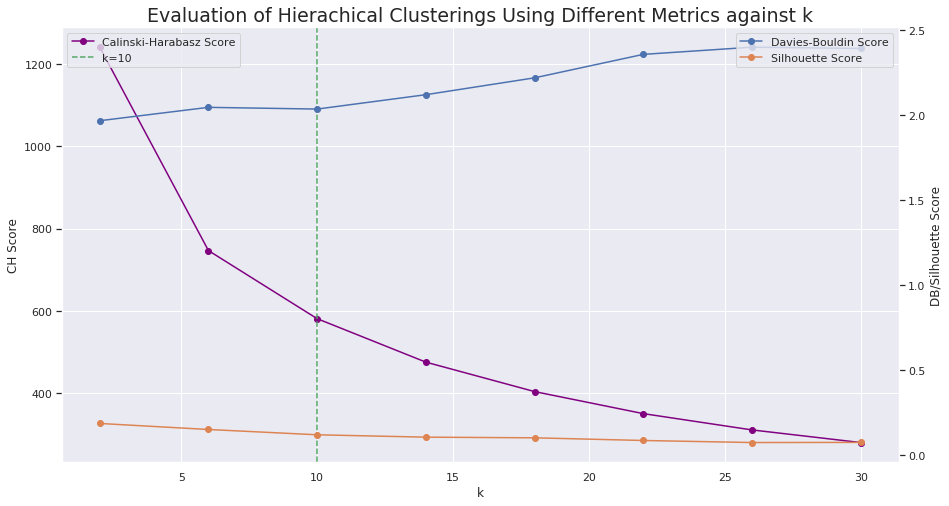 Evaluation of Hierachical Clusterings Using Different Metrics against k
Calinski-Harabasz Score
k=10
Davies-Bouldin Score
Silhouette Score
CH Score
1200
1000
800
600
400
2.5
2.0
1.5
1.0
0.5
0.0
DB/Silhouette Score
5
10
15
20
25
30
k